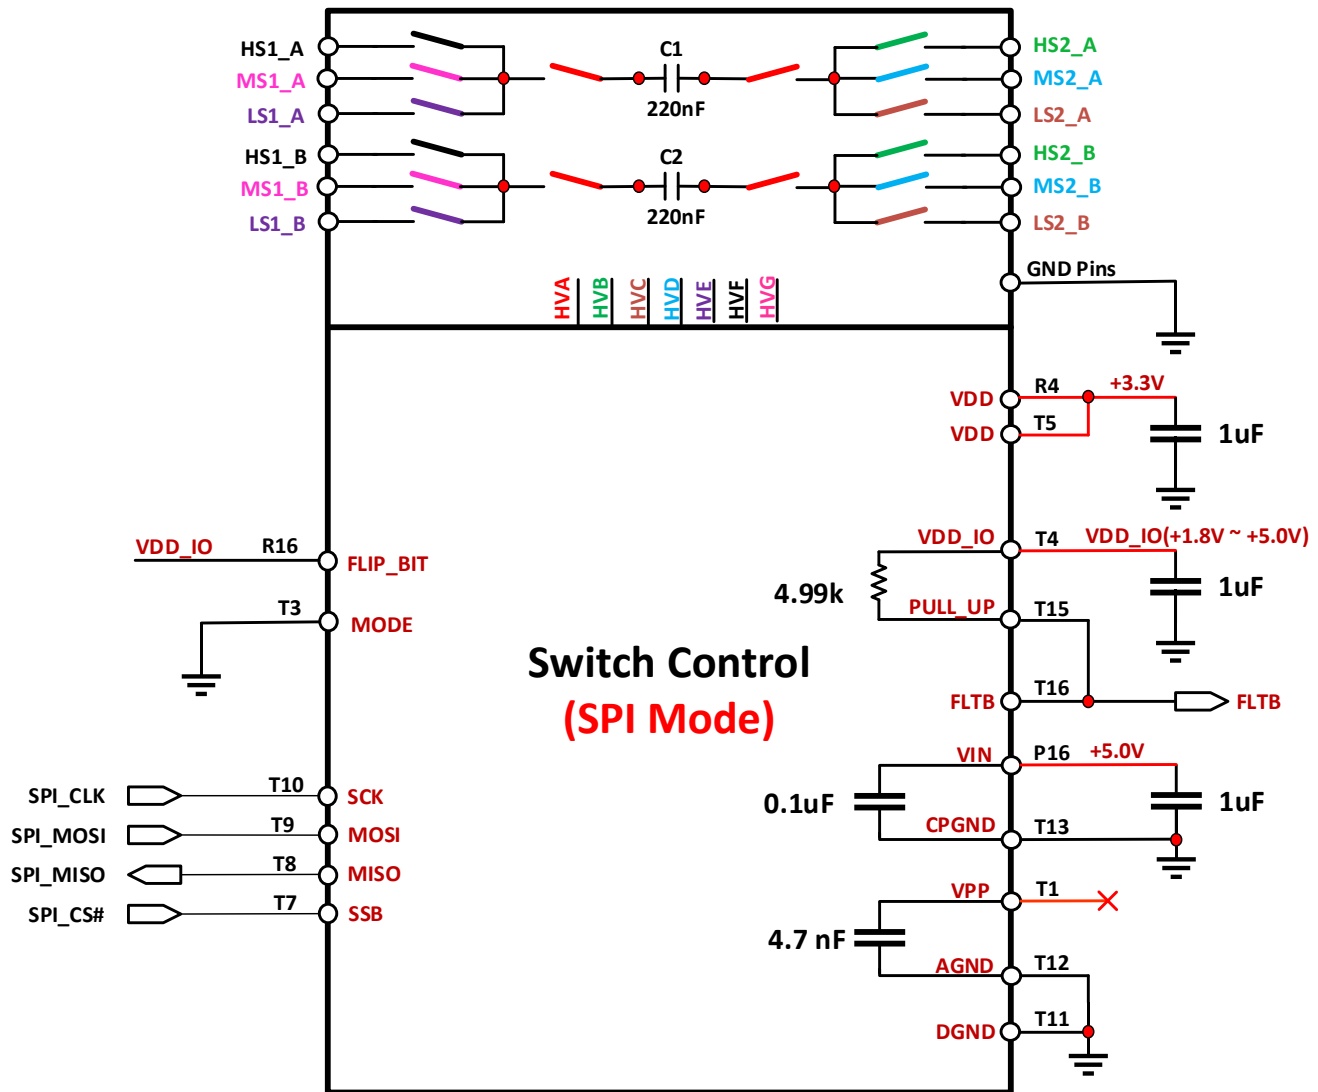 HS1_A
MS1_A
LS1_A
HS1_B
MS1_B
LS1_B
C1
220nF
C2
220nF
HS2_A
MS2_A
LS2_A
HS2_B
MS2_B
LS2_B
GND Pins
HVA
HVB
HVC
HVD
HVE
HVF
HVG
VDD R4 +3.3V
VDD T5
1uF
VDD_IO R16 FLIP_BIT
T3 MODE
VDD_IO T4 VDD_IO(+1.8V ~ +5.0V)
4.99k
1uF
PULL_UP T15
Switch Control
(SPI Mode)
FLTB T16 FLTB
VIN P16 +5.0V
0.1uF
1uF
CPGND T13
SPI_CLK T10 SCK
SPI_MOSI T9 MOSI
SPI_MISO T8 MISO
SPI_CS# T7 SSB
VPP T1
4.7 nF
AGND T12
DGND T11